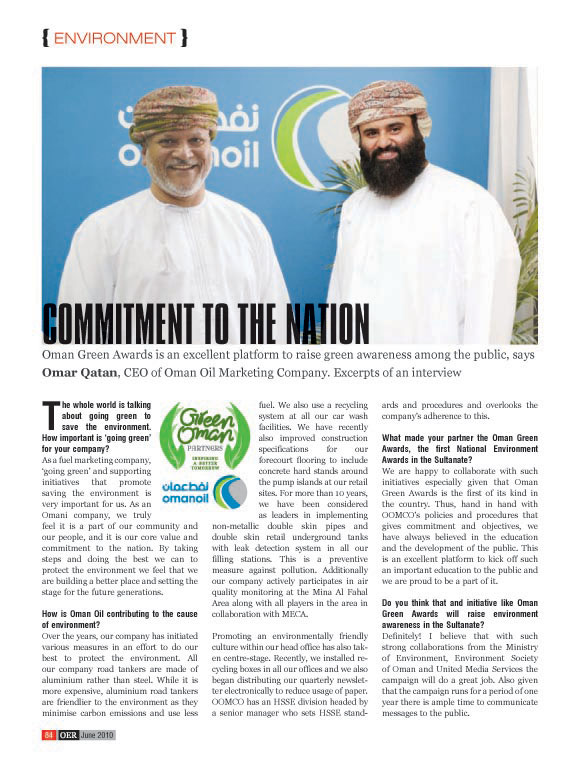 { ENVIRONMENT }
نفط
omanoil
COMMITMENT TO THE NATION
Oman Green Awards is an excellent platform to raise green awareness among the public, says
Omar Qatan, CEO of Oman Oil Marketing Company. Excerpts of an interview
The whole world is talking
about going green to
save the environment.
How important is 'going green'
for your company?
As a fuel marketing company,
'going green' and supporting
initiatives that promote
saving the environment is
very important for us. As an
Omani company, we truly
feel it is a part of our community and
our people, and it is our core value and
commitment to the nation. By taking
steps and doing the best we can to
protect the environment we feel that we
are building a better place and setting the
stage for the future generations.
How is Oman Oil contributing to the cause
of environment?
Over the years, our company has initiated
various measures in an effort to do our
best to protect the environment. All
our company road tankers are made of
aluminium rather than steel. While it is
more expensive, aluminium road tankers
are friendlier to the environment as they
minimise carbon emissions and use less
Green
Oman
PARTNERS
INSPIRING
A BETTER
TOMORROW
نفط عمان
omanoil
fuel. We also use a recycling
system at all our car wash
facilities. We have recently
also improved construction
specifications for our
forecourt flooring to include
concrete hard stands around
the pump islands at our retail
sites. For more than 10 years,
we have been considered
as leaders in implementing
non-metallic double skin pipes and
double skin retail underground tanks
with leak detection system in all our
filling stations. This is a preventive
measure against pollution. Additionally
our company actively participates in air
quality monitoring at the Mina Al Fahal
Area along with all players in the area in
collaboration with MECA.
Promoting an environmentally friendly
culture within our head office has also tak-
en centre-stage. Recently, we installed re-
cycling boxes in all our offices and we also
began distributing our quarterly newslet-
ter electronically to reduce usage of paper.
OOMCO has an HSSE division headed by
a senior manager who sets HSSE stand-
ards and procedures and overlooks the
company's adherence to this.
What made your partner the Oman Green
Awards, the first National Environment
Awards in the Sultanate?
We are happy to collaborate with such
initiatives especially given that Oman
Green Awards is the first of its kind in
the country. Thus, hand in hand with
OOMCO's policies and procedures that
gives commitment and objectives, we
have always believed in the education
and the development of the public. This
is an excellent platform to kick off such
an important education to the public and
we are proud to be a part of it.
Do you think that and initiative like Oman
Green Awards will raise environment
awareness in the Sultanate?
Definitely! I believe that with such
strong collaborations from the Ministry
of Environment, Environment Society
of Oman and United Media Services the
campaign will do a great job. Also given
that the campaign runs for a period of one
year there is ample time to communicate
messages to the public.
84 OER June 2010